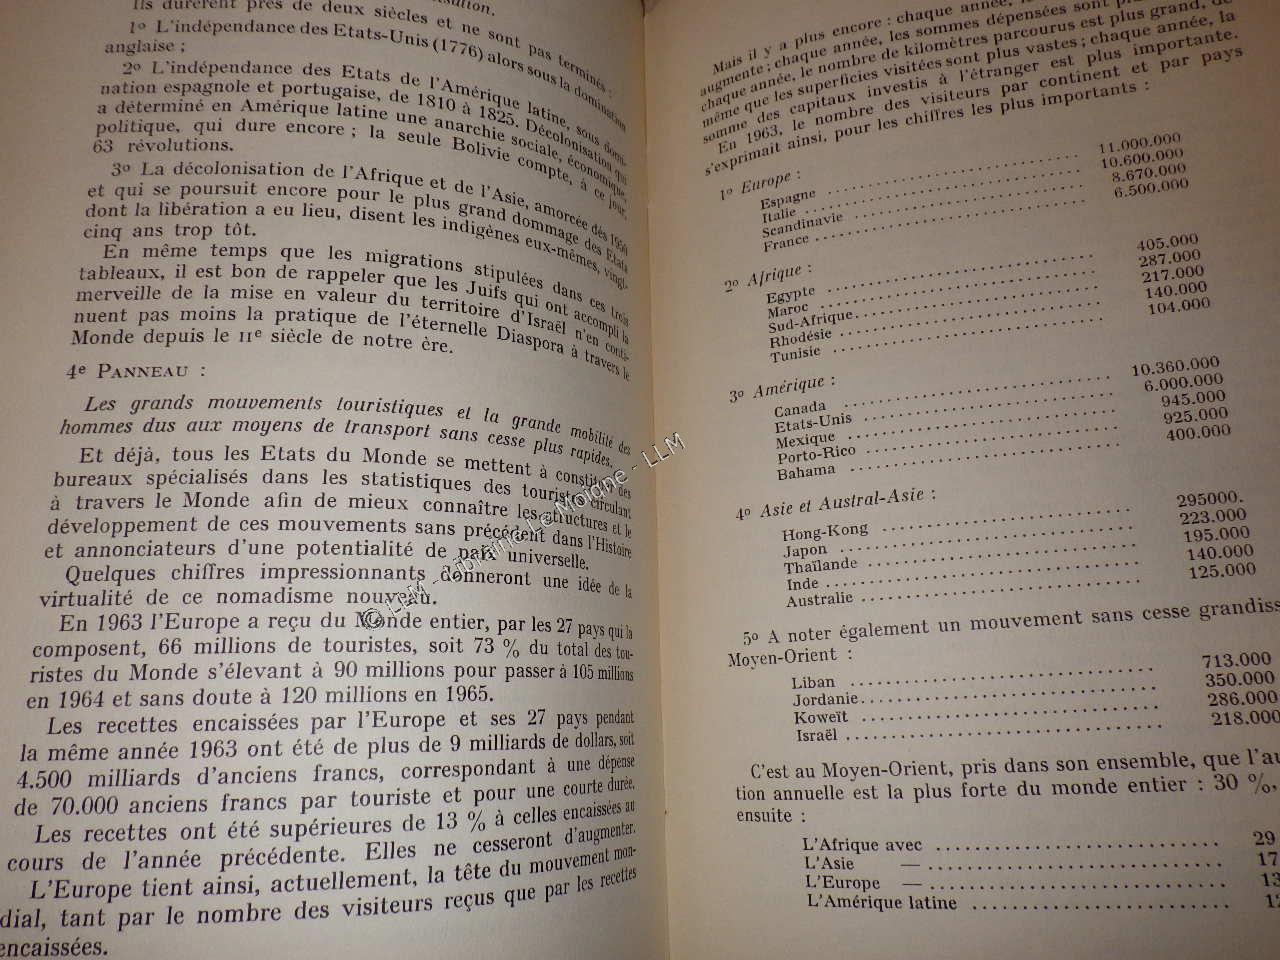 Ils durèrent près de deux siècles et ne sont pas terminés :
1º L'indépendance des Etats-Unis (1776) alors sous la domination
anglaise ;
2º L'indépendance des Etats de l'Amérique latine, sous domi-
nation espagnole et portugaise, de 1810 à 1825. Décolonisation qui
a déterminé en Amérique latine une anarchie sociale, économique,
politique, qui dure encore ; la seule Bolivie compte, à ce jour,
63 révolutions.
3º La décolonisation de l'Afrique et de l'Asie, amorcée dès 1950
et qui se poursuit encore pour le plus grand dommage des Etats
dont la libération a eu lieu, disent les indigènes eux-mêmes, vingt-
cinq ans trop tôt.
En même temps que les migrations stipulées dans ces trois
tableaux, il est bon de rappeler que les Juifs qui ont accompli la
merveille de la mise en valeur du territoire d'Israël n'en conti-
nuent pas moins la pratique de l'éternelle Diaspora à travers le
Monde depuis le IIe siècle de notre ère.
4e PANNEAU :
Les grands mouvements touristiques et la grande mobilité des
hommes dus aux moyens de transport sans cesse plus rapides.
Et déjà, tous les Etats du Monde se mettent à constituer des
bureaux spécialisés dans les statistiques des touristes circulant
à travers le Monde afin de mieux connaître les structures et le
développement de ces mouvements sans précédent dans l'Histoire
et annonciateurs d'une potentialité de paix universelle.
Quelques chiffres impressionnants donneront une idée de la
virtualité de ce nomadisme nouveau.
En 1963 l'Europe a reçu du Monde entier, par les 27 pays qui la
composent, 66 millions de touristes, soit 73 % du total des tou-
ristes du Monde s'élevant à 90 millions pour passer à 105 millions
en 1964 et sans doute à 120 millions en 1965.
Les recettes encaissées par l'Europe et ses 27 pays pendant
la même année 1963 ont été de plus de 9 milliards de dollars, soit
4.500 milliards d'anciens francs, correspondant à une dépense
de 70.000 anciens francs par touriste et pour une courte durée.
Les recettes ont été supérieures de 13 % à celles encaissées au
cours de l'année précédente. Elles ne cesseront d'augmenter.
L'Europe tient ainsi, actuellement, la tête du mouvement mon-
dial, tant par le nombre des visiteurs reçus que par les recettes
encaissées.
Mais il y a plus encore : chaque année,
augmente ; chaque année, les sommes dépensées sont
chaque année, le nombre de kilomètres parcourus est plus grand, de
même que les superficies visitées sont plus vastes ; chaque année, la
somme des capitaux investis à l'étranger est plus importante.
En 1963, le nombre des visiteurs par continent et par pays
s'exprimait ainsi, pour les chiffres les plus importants :
1º Europe :
Espagne .......... 11.000.000
Italie .......... 10.600.000
Scandinavie .......... 8.670.000
France .......... 6.500.000
2º Afrique :
Egypte .......... 405.000
Maroc .......... 287.000
Sud-Afrique .......... 217.000
Rhodésie .......... 140.000
Tunisie .......... 104.000
3º Amérique :
Canada .......... 10.360.000
Etats-Unis .......... 6.000.000
Mexique .......... 945.000
Porto-Rico .......... 925.000
Bahama .......... 400.000
4º Asie et Austral-Asie :
Hong-Kong .......... 295000.
Japon .......... 223.000
Thaïlande .......... 195.000
Inde .......... 140.000
Australie .......... 125.000
5º A noter également un mouvement sans cesse grandiss
Moyen-Orient :
Liban .......... 713.000
Jordanie .......... 350.000
Koweït .......... 286.000
Israël .......... 218.000
C'est au Moyen-Orient, pris dans son ensemble, que l'au
tion annuelle est la plus forte du monde entier : 30 %,
ensuite :
L'Afrique avec .......... 29
L'Asie — .......... 17
L'Europe — .......... 13
L'Amérique latine .......... 12
© LLM - Librairie Le Moigne - LLM